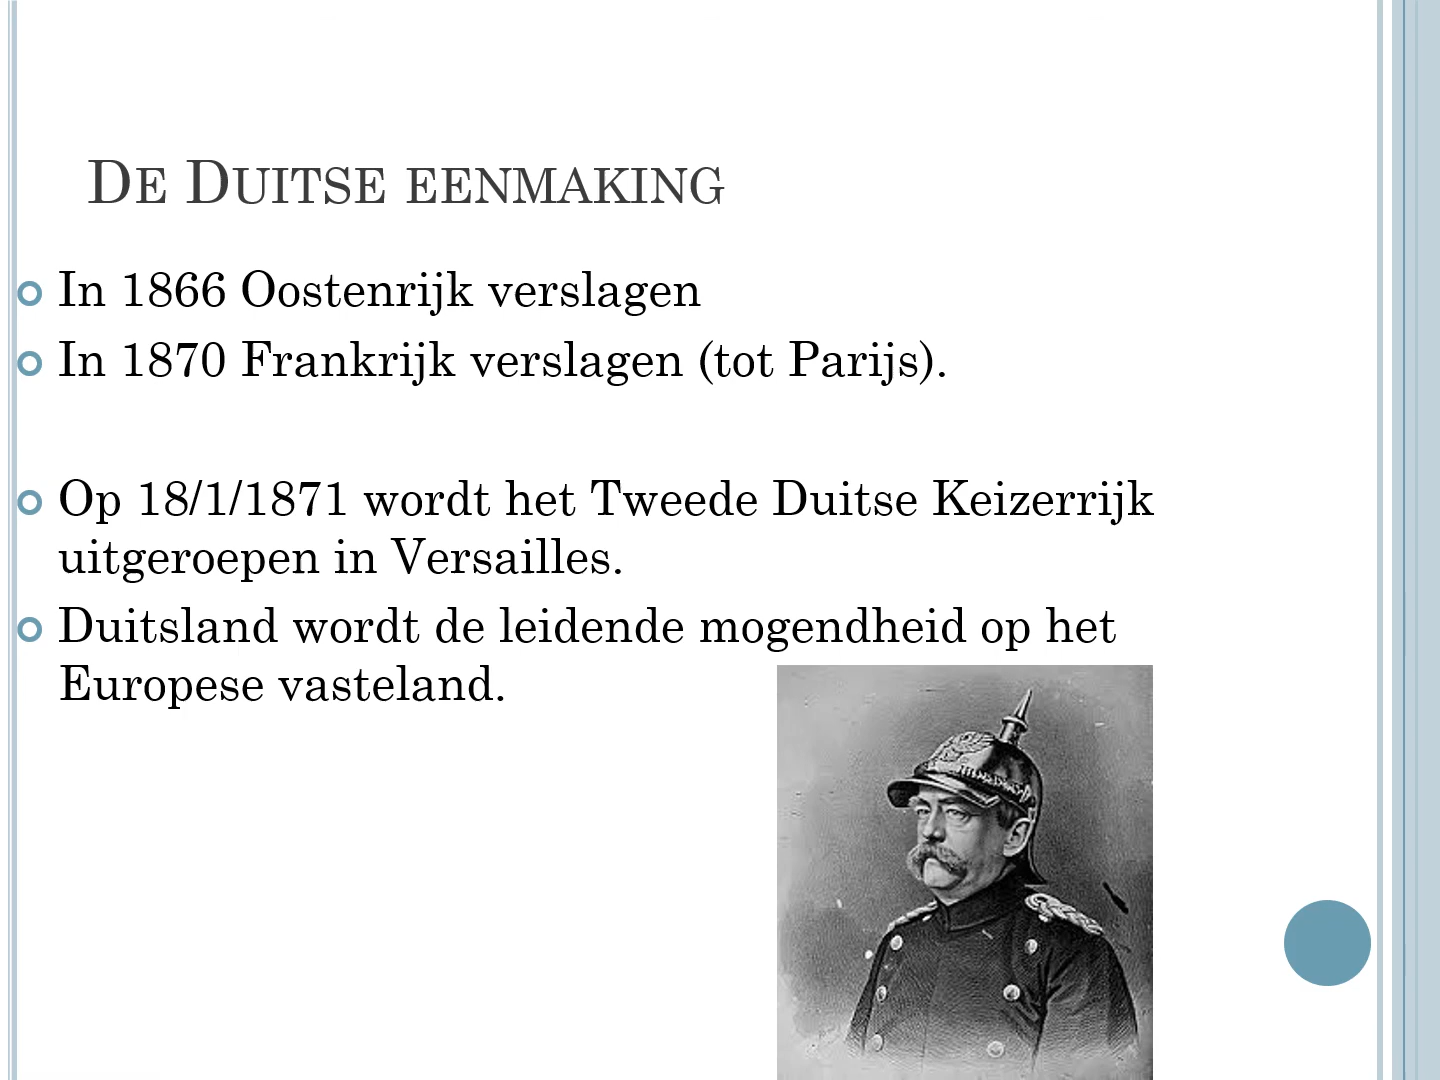 De Duitse eenmaking
In 1866 Oostenrijk verslagen
In 1870 Frankrijk verslagen (tot Parijs).
Op 18/1/1871 wordt het Tweede Duitse Keizerrijk
uitgeroepen in Versailles.
Duitsland wordt de leidende mogendheid op het
Europese vasteland.